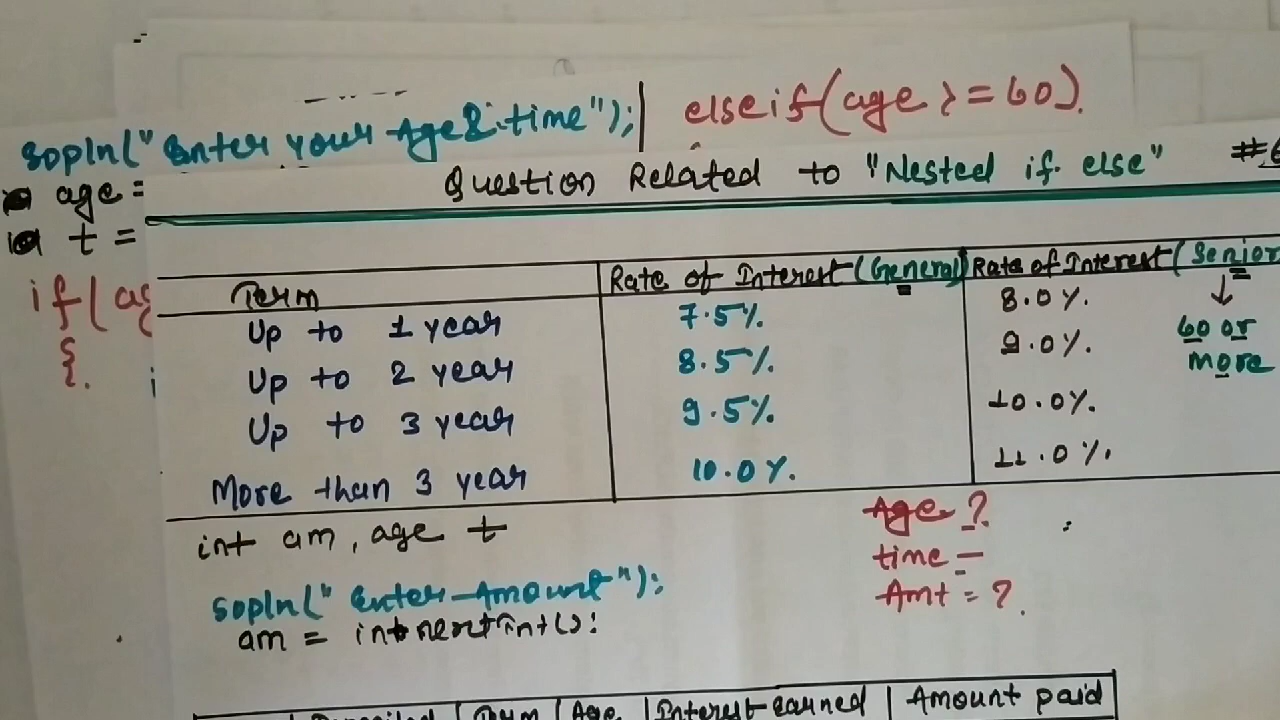 sopln("Enter your Age & time"); else if(age >= 60)
Question Related to "Nested if else"
age =
t =
if(ag
{
Term Rate of Interest (General) Rate of Interest (Senior
Up to 1 year 7.5% 8.0%
Up to 2 year 8.5% 9.0% 60 or more
Up to 3 year 9.5% 10.0%
More than 3 year 10.0% 11.0%
int am, age t
Age ?
time =
sopln("Enter Amount");
Amt = ?
am = in
Term Age Interest earned Amount paid